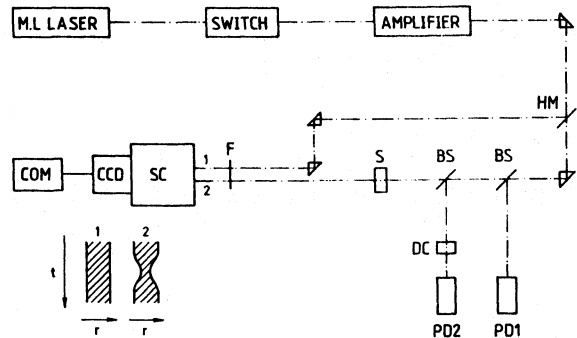 M.L LASER SWITCH AMPLIFIER
HM
F
1
2
S BS BS
COM CCD SC
DC
1 2
t
r r
PD2 PD1